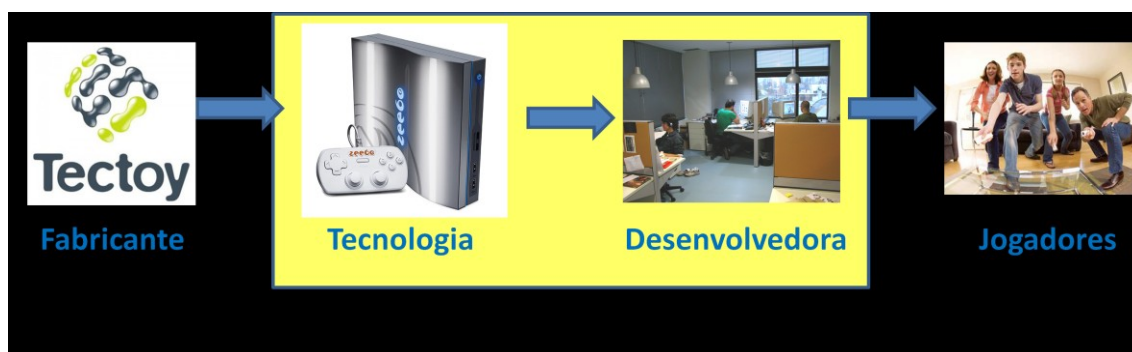 Tectoy
zeebo
zeebo
Fabricante
Tecnologia
Desenvolvedora
Jogadores